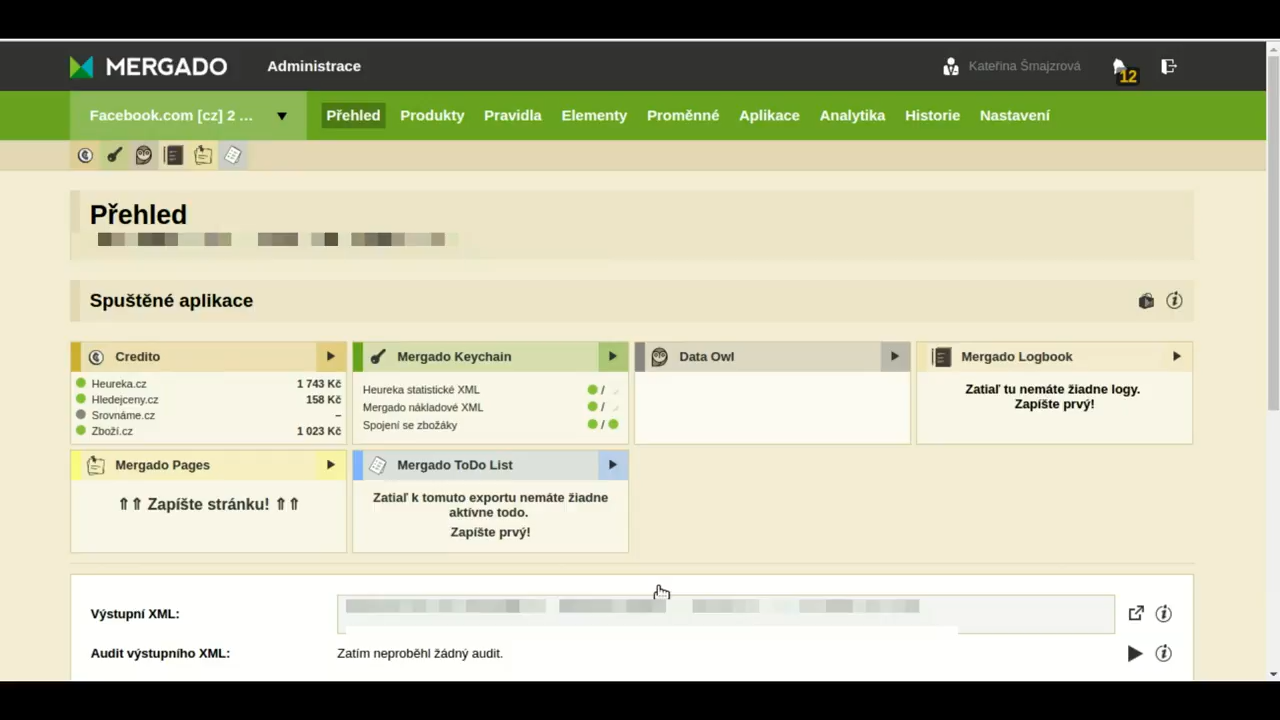 MERGADO Administrace Kateřina Šmajzrová 12
Facebook.com [cz] 2 ... Přehled Produkty Pravidla Elementy Proměnné Aplikace Analytika Historie Nastavení
Přehled
Spuštěné aplikace
Credito
Heureka.cz 1 743 Kč
Hledejceny.cz 158 Kč
Srovnáme.cz –
Zboží.cz 1 023 Kč
Mergado Keychain
Heureka statistické XML /
Mergado nákladové XML /
Spojení se zbožáky /
Data Owl
Mergado Logbook
Zatiaľ tu nemáte žiadne logy.
Zapíšte prvý!
Mergado Pages
⇑⇑ Zapíšte stránku! ⇑⇑
Mergado ToDo List
Zatiaľ k tomuto exportu nemáte žiadne
aktívne todo.
Zapíšte prvý!
Výstupní XML:
Audit výstupního XML: Zatím neproběhl žádný audit.